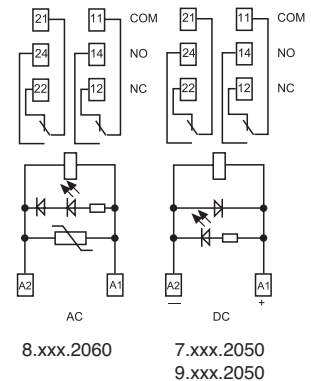 21 11 COM 21 11 COM
24 14 NO 24 14 NO
22 12 NC 22 12 NC
A2 A1 A2 A1
— +
AC DC
8.xxx.2060 7.xxx.2050
9.xxx.2050